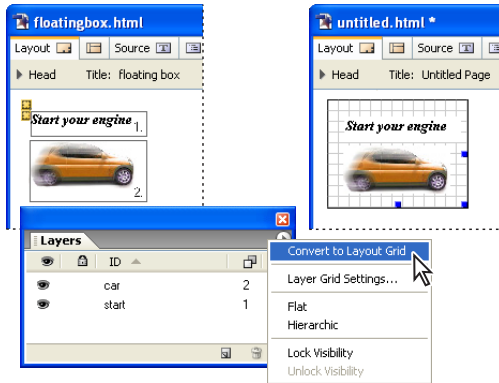 floatingbox.html
Layout Source
Head Title: floating box
Start your engine 1.
2.
untitled.html *
Layout Source
Head Title: Untitled Page
Start your engine
Layers
ID
car 2
start 1
Convert to Layout Grid
Layer Grid Settings...
Flat
Hierarchic
Lock Visibility
Unlock Visibility